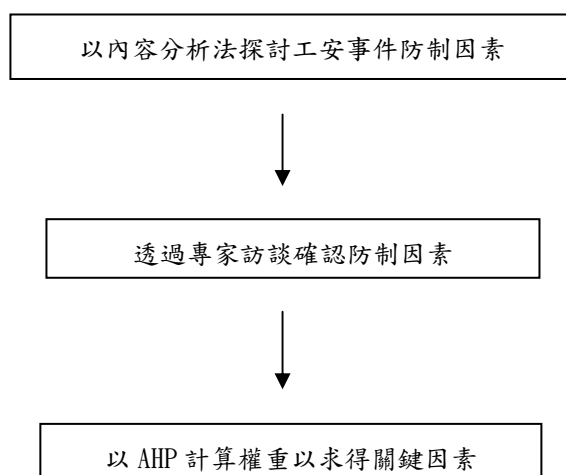 以內容分析法探討工安事件防制因素
透過專家訪談確認防制因素
以 AHP 計算權重以求得關鍵因素